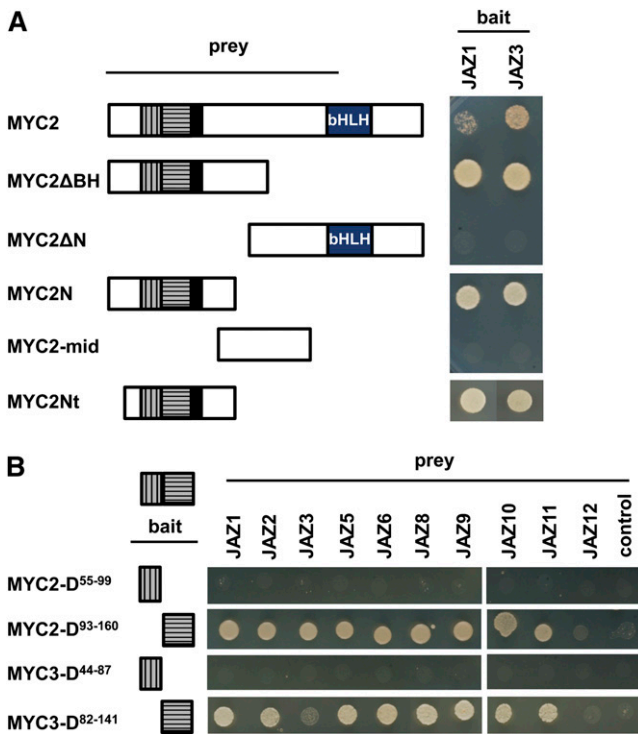 A
prey
bait
JAZ1 JAZ3
MYC2 bHLH
MYC2ΔBH
MYC2ΔN bHLH
MYC2N
MYC2-mid
MYC2Nt
B
prey
bait
JAZ1 JAZ2 JAZ3 JAZ5 JAZ6 JAZ8 JAZ9 JAZ10 JAZ11 JAZ12 control
MYC2-D55-99
MYC2-D93-160
MYC3-D44-87
MYC3-D82-141